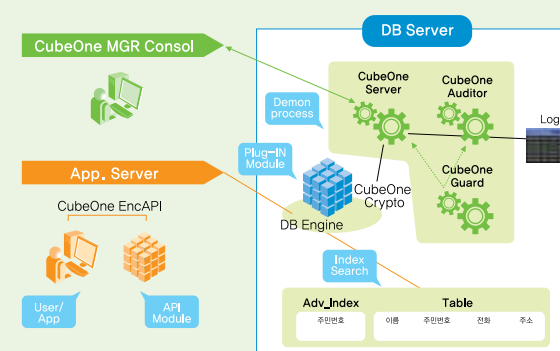 DB Server
CubeOne MGR Consol
CubeOne
Server
CubeOne
Auditor
Demon
process
Log
Plug-IN
Module
App. Server
CubeOne
Guard
CubeOne
Crypto
CubeOne EncAPI
DB Engine
Index
Search
User/
App
API
Module
Adv_Index
Table
주민번호
이름 주민번호 전화 주소